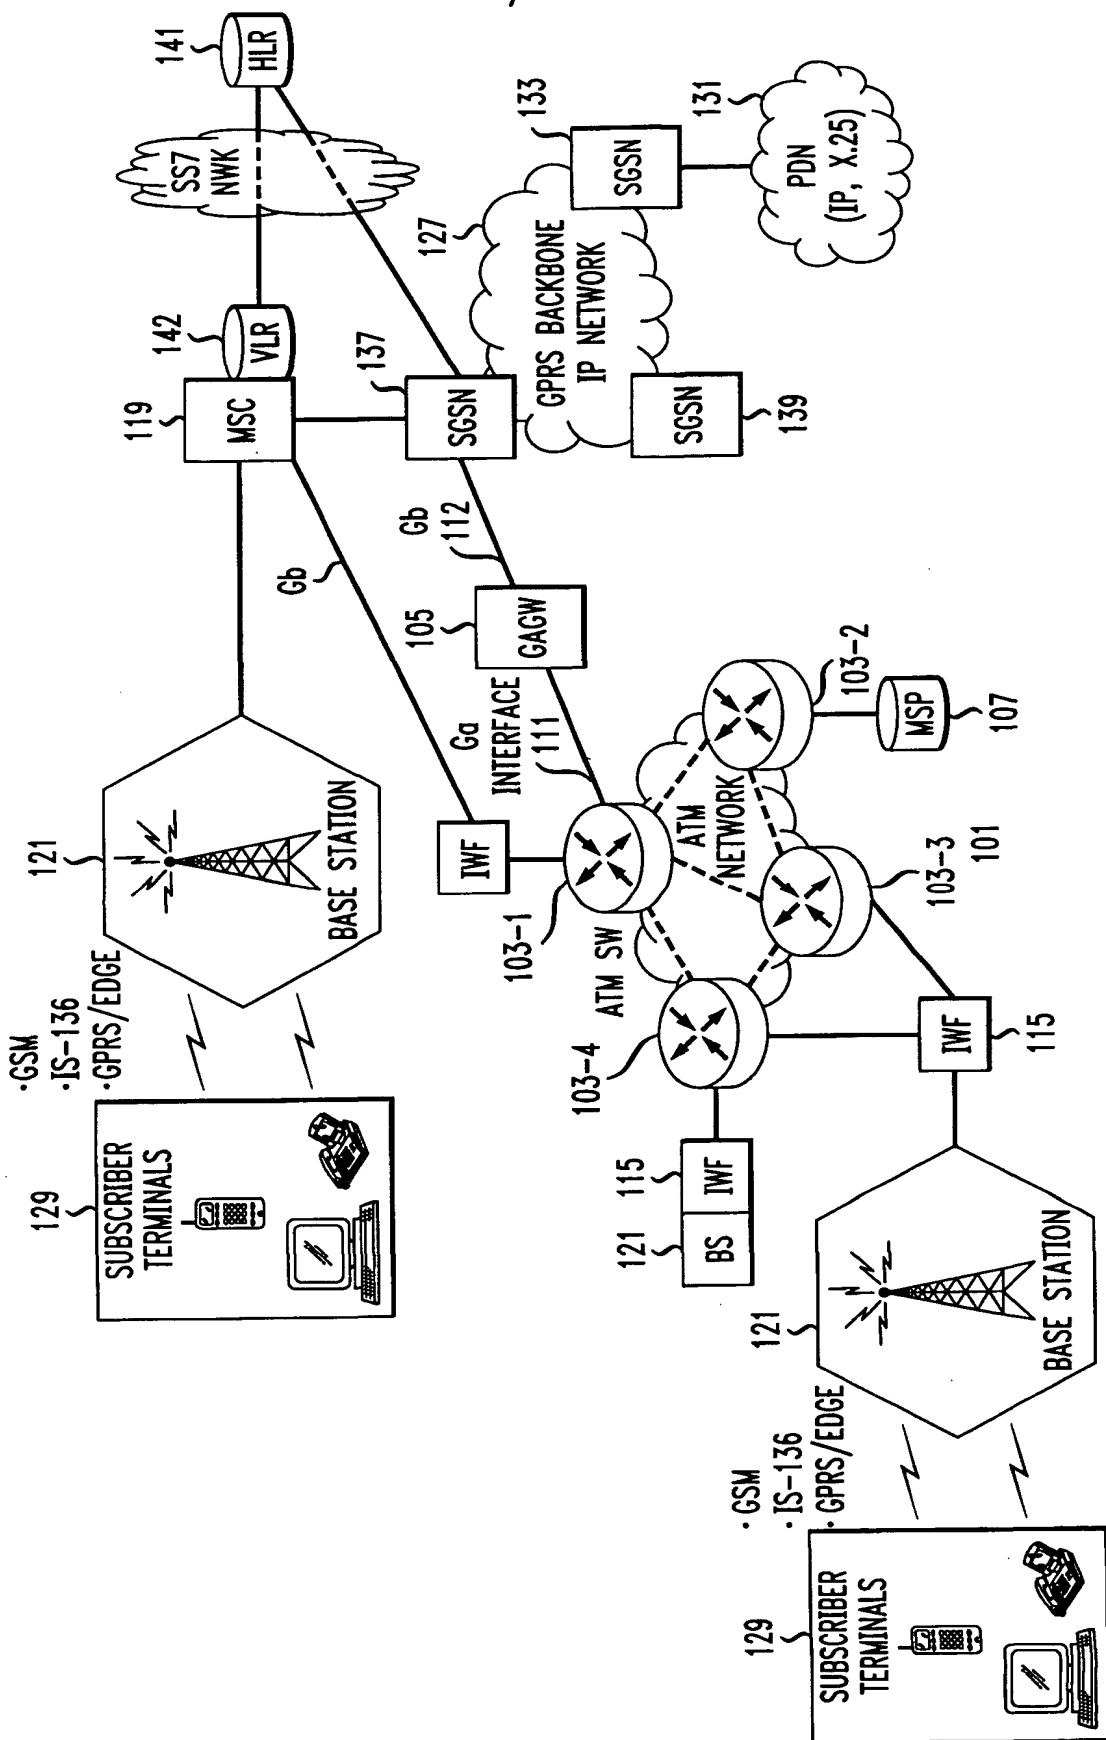 129
SUBSCRIBER
TERMINALS
·GSM
·IS-136
·GPRS/EDGE
121
BASE STATION
119
MSC
142
VLR
SS7
NWK
141
HLR
Gb
137
SGSN
Gb
112
105
GAGW
Ga
INTERFACE
111
127
GPRS BACKBONE
IP NETWORK
133
SGSN
131
PDN
(IP, X.25)
SGSN
139
IWF
103-1
ATM SW
ATM
NETWORK
103-2
MSP
107
103-3
101
103-4
115
IWF
121
BS
IWF
115
121
BASE STATION
·GSM
·IS-136
·GPRS/EDGE
129
SUBSCRIBER
TERMINALS